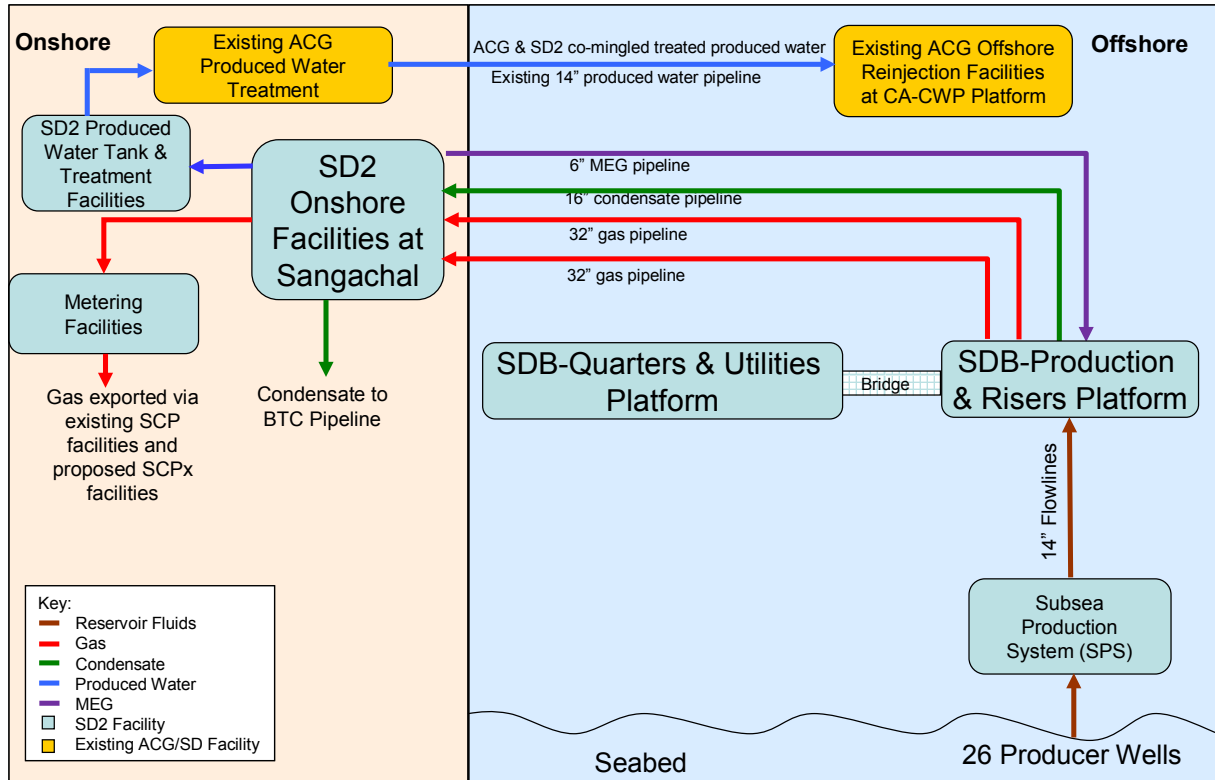 Onshore
Existing ACG
Produced Water
Treatment
ACG & SD2 co-mingled treated produced water
Existing 14” produced water pipeline
Existing ACG Offshore
Reinjection Facilities
at CA-CWP Platform
Offshore
SD2 Produced
Water Tank &
Treatment
Facilities
SD2
Onshore
Facilities at
Sangachal
6” MEG pipeline
16” condensate pipeline
32” gas pipeline
32” gas pipeline
Metering
Facilities
Gas exported via
existing SCP
facilities and
proposed SCPx
facilities
Condensate to
BTC Pipeline
SDB-Quarters & Utilities
Platform
Bridge
SDB-Production
& Risers Platform
14” Flowlines
Subsea
Production
System (SPS)
Key:
Reservoir Fluids
Gas
Condensate
Produced Water
MEG
SD2 Facility
Existing ACG/SD Facility
Seabed
26 Producer Wells